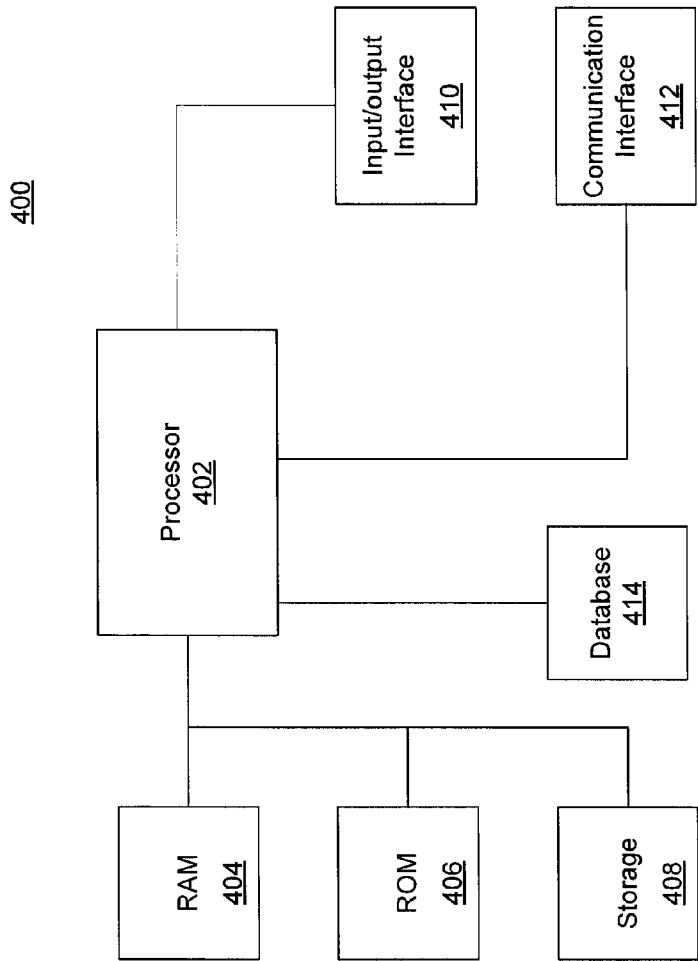 400
Processor
402
Input/output
Interface
410
Communication
Interface
412
Database
414
RAM
404
ROM
406
Storage
408